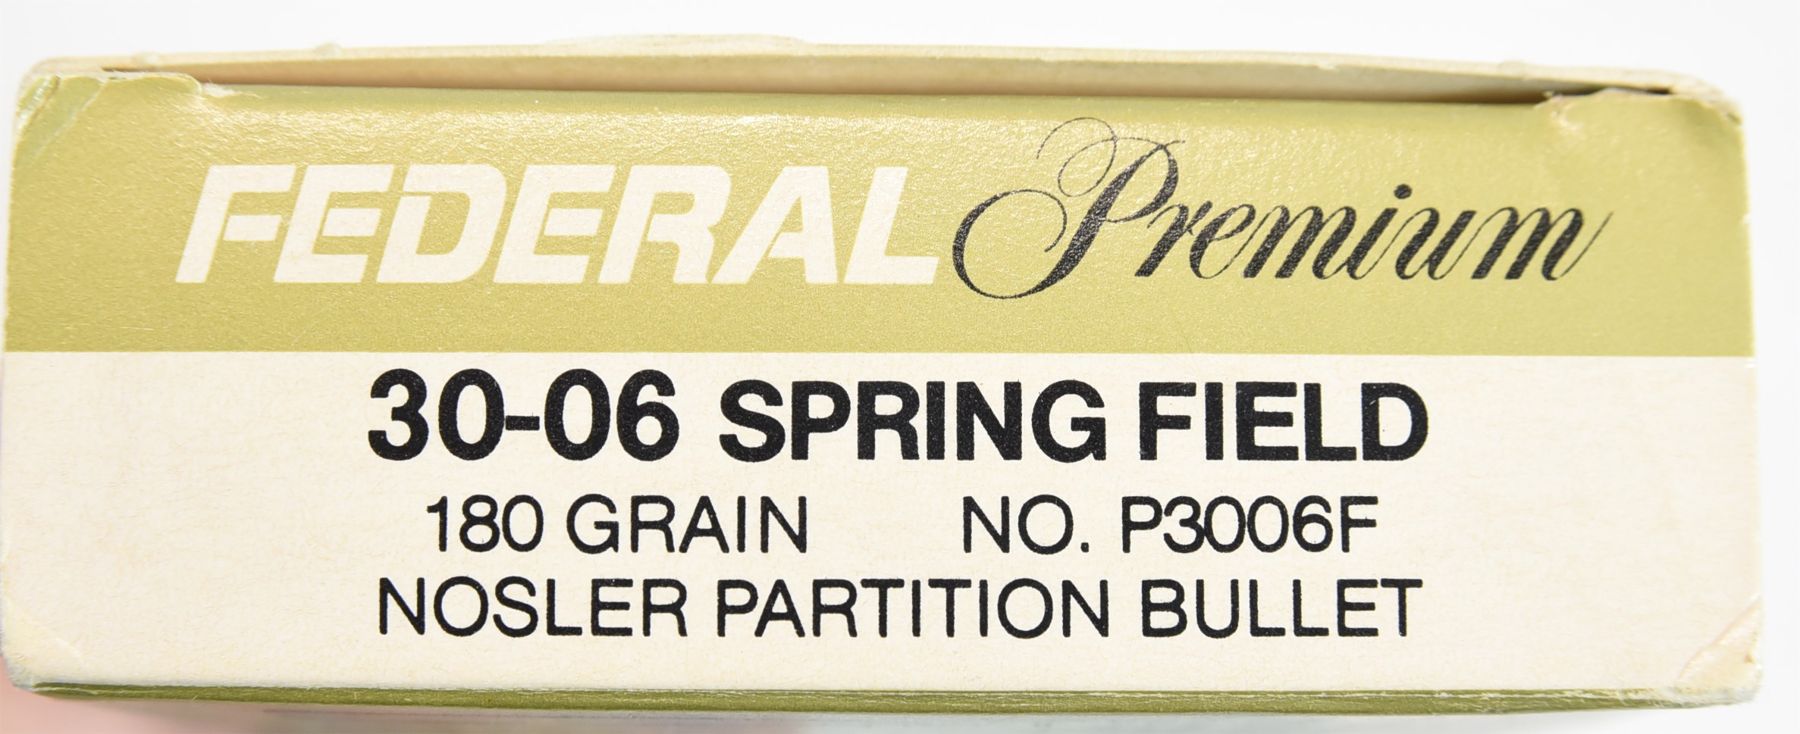 FEDERAL Premium
30-06 SPRING FIELD
180 GRAIN NO. P3006F
NOSLER PARTITION BULLET